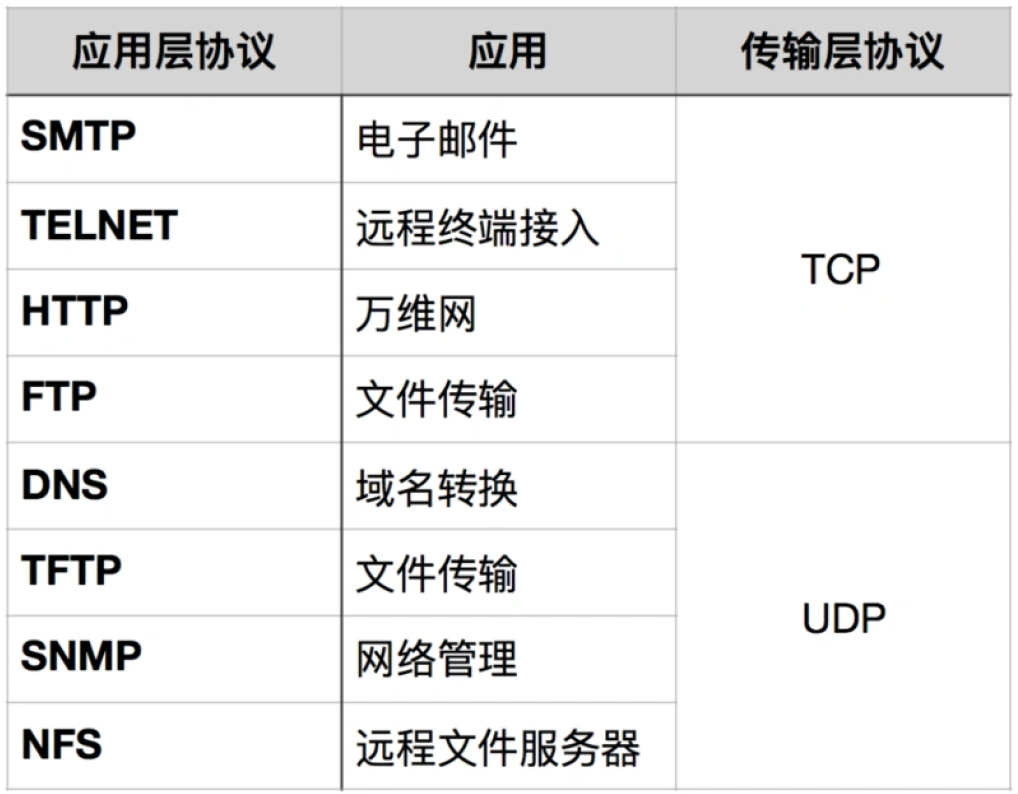 应用层协议 应用 传输层协议
SMTP 电子邮件
TELNET 远程终端接入
TCP
HTTP 万维网
FTP 文件传输
DNS 域名转换
TFTP 文件传输
UDP
SNMP 网络管理
NFS 远程文件服务器